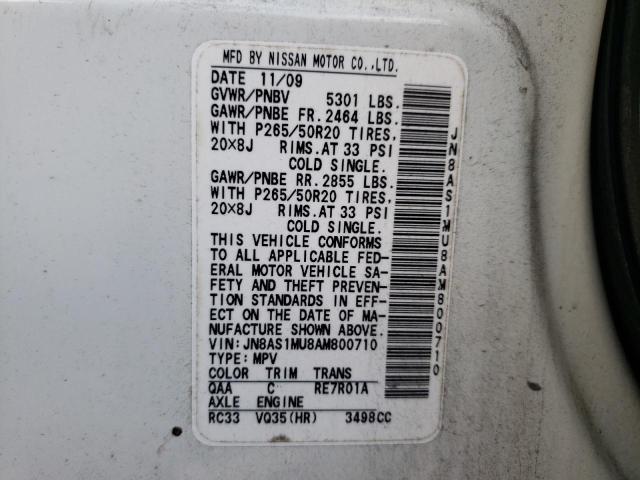 MFD BY NISSAN MOTOR CO.,LTD.
DATE 11/09
GVWR/PNBV 5301 LBS.
GAWR/PNBE FR.2464 LBS.
WITH P265/50R20 TIRES,
20×8J RIMS.AT 33 PSI
COLD SINGLE.
GAWR/PNBE RR.2855 LBS.
WITH P265/50R20 TIRES,
20×8J RIMS.AT 33 PSI
COLD SINGLE.
THIS VEHICLE CONFORMS
TO ALL APPLICABLE FED-
ERAL MOTOR VEHICLE SA-
FETY AND THEFT PREVEN-
TION STANDARDS IN EFF-
ECT ON THE DATE OF MA-
NUFACTURE SHOWN ABOVE.
VIN:JN8AS1MU8AM800710
TYPE:MPV
COLOR TRIM TRANS
QAA C RE7R01A
AXLE ENGINE
RC33 VQ35(HR) 3498CC
JN8AS1MU8AM800710